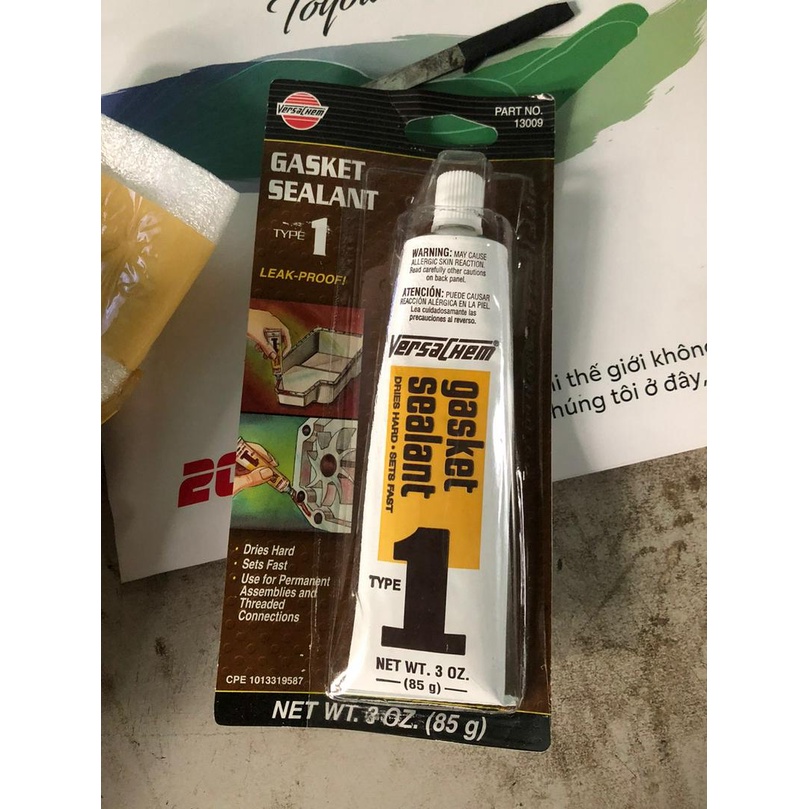 VERSACHEM
PART NO.
13009
GASKET
SEALANT
TYPE 1
LEAK-PROOF!
WARNING: MAY CAUSE
ALLERGIC SKIN REACTION.
Read carefully other cautions
on back panel.
ATENCIÓN: PUEDE CAUSAR
REACCIÓN ALÉRGICA EN LA PIEL
Lea cuidadosamante las
precauciones al reverso.
VERSACHEM
gasket
sealant
DRIES HARD • SETS FAST
TYPE 1
NET WT. 3 OZ.
(85 g)
• Dries Hard
• Sets Fast
• Use for Permanent
Assemblies and
Threaded
Connections
CPE 1013319587
NET WT. 3 OZ. (85 g)
thế giới không
húng tôi ở đây,
20